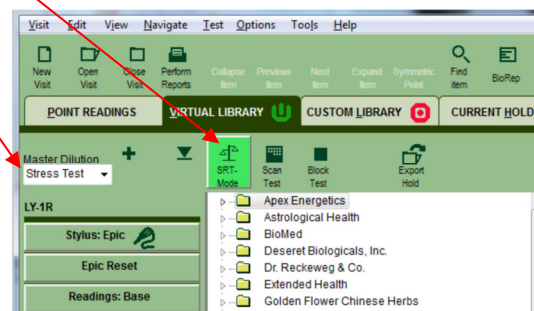 Visit Edit View Navigate Test Options Tools Help
New Visit
Open Visit
Close Visit
Perform Reports
Collapse Item
Previous Item
Next Item
Expand Item
Symmetric Point
Find item
BioRep
POINT READINGS
VIRTUAL LIBRARY
CUSTOM LIBRARY
CURRENT HOLD
Master Dilution
Stress Test
SRT-Mode
Scan Test
Block Test
Export Hold
LY-1R
Stylus: Epic
Epic Reset
Readings: Base
Apex Energetics
Astrological Health
BioMed
Deseret Biologicals, Inc.
Dr. Reckeweg & Co.
Extended Health
Golden Flower Chinese Herbs